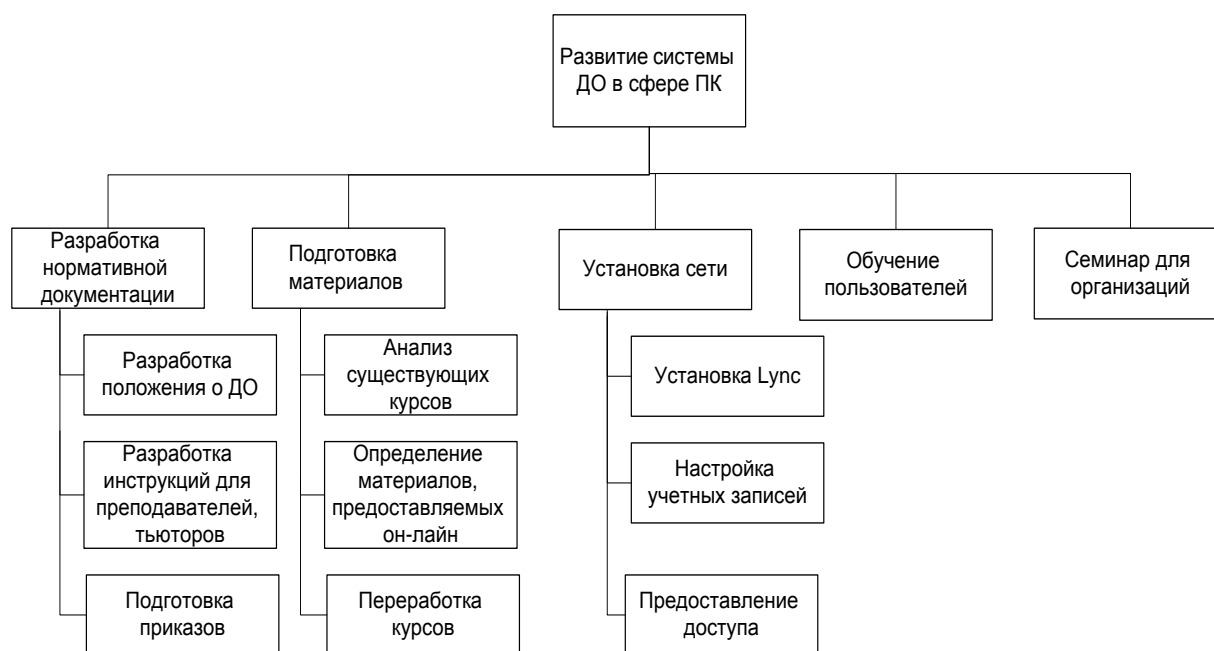 Развитие системы
ДО в сфере ПК
Разработка
нормативной
документации
Подготовка
материалов
Установка сети
Обучение
пользователей
Семинар для
организаций
Разработка
положения о ДО
Анализ
существующих
курсов
Установка Lync
Разработка
инструкций для
преподавателей,
тьюторов
Определение
материалов,
предоставляемых
он-лайн
Настройка
учетных записей
Подготовка
приказов
Переработка
курсов
Предоставление
доступа